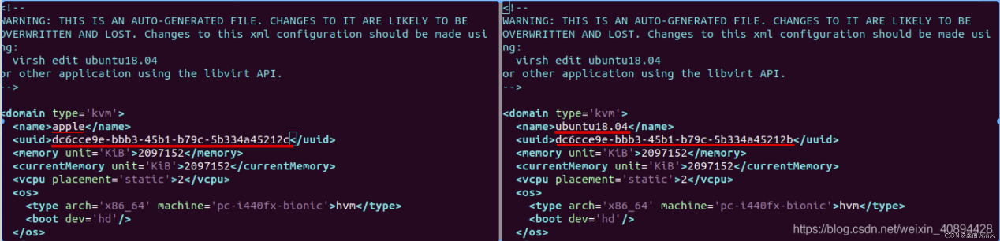 <!--
WARNING: THIS IS AN AUTO-GENERATED FILE. CHANGES TO IT ARE LIKELY TO BE
OVERWRITTEN AND LOST. Changes to this xml configuration should be made usi
ng:
  virsh edit ubuntu18.04
or other application using the libvirt API.
-->
<domain type='kvm'>
  <name>apple</name>
  <uuid>dc6cce9e-bbb3-45b1-b79c-5b334a45212c</uuid>
  <memory unit='KiB'>2097152</memory>
  <currentMemory unit='KiB'>2097152</currentMemory>
  <vcpu placement='static'>2</vcpu>
  <os>
    <type arch='x86_64' machine='pc-i440fx-bionic'>hvm</type>
    <boot dev='hd'/>
  </os>
<!--
WARNING: THIS IS AN AUTO-GENERATED FILE. CHANGES TO IT ARE LIKELY TO BE
OVERWRITTEN AND LOST. Changes to this xml configuration should be made usi
ng:
  virsh edit ubuntu18.04
or other application using the libvirt API.
-->
<domain type='kvm'>
  <name>ubuntu18.04</name>
  <uuid>dc6cce9e-bbb3-45b1-b79c-5b334a45212b</uuid>
  <memory unit='KiB'>2097152</memory>
  <currentMemory unit='KiB'>2097152</currentMemory>
  <vcpu placement='static'>2</vcpu>
  <os>
    <type arch='x86_64' machine='pc-i440fx-bionic'>hvm</type>
    <boot dev='hd'/>
  </os>
https://blog.csdn.net/weixin_40894428